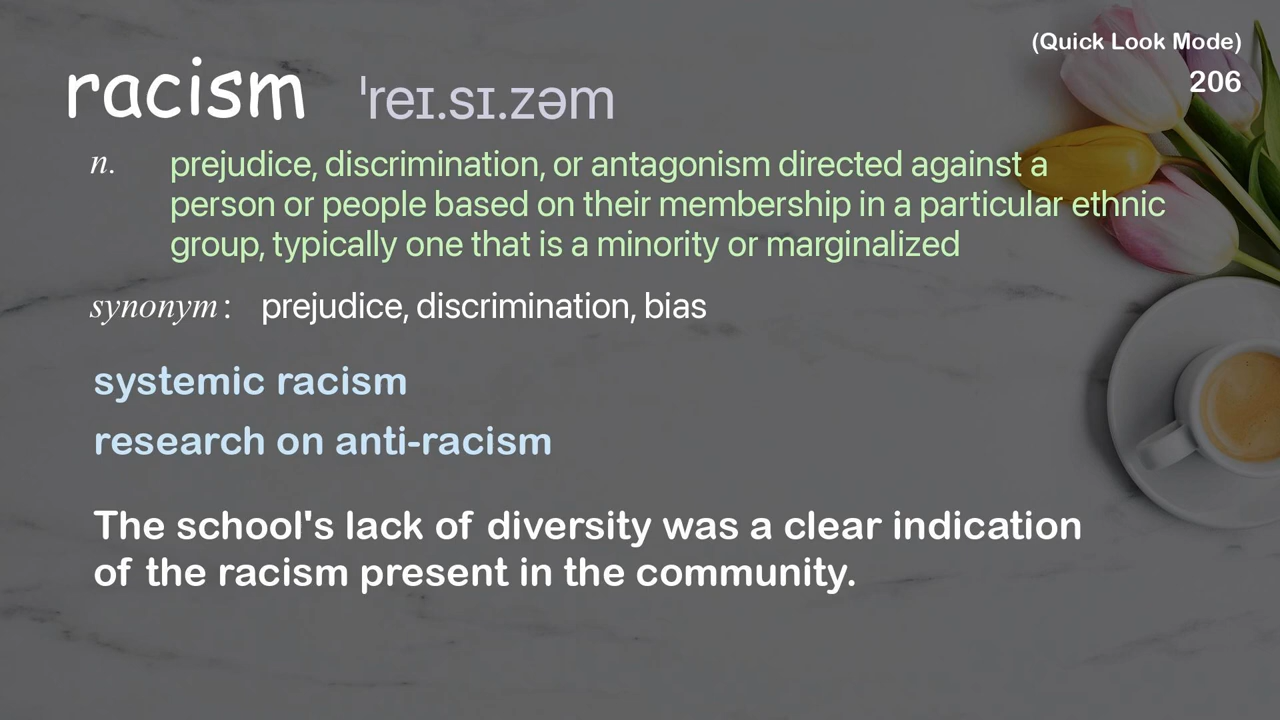 (Quick Look Mode)
206
racism ˈreɪ.sɪ.zəm
n. prejudice, discrimination, or antagonism directed against a
person or people based on their membership in a particular ethnic
group, typically one that is a minority or marginalized
synonym : prejudice, discrimination, bias
systemic racism
research on anti-racism
The school's lack of diversity was a clear indication
of the racism present in the community.